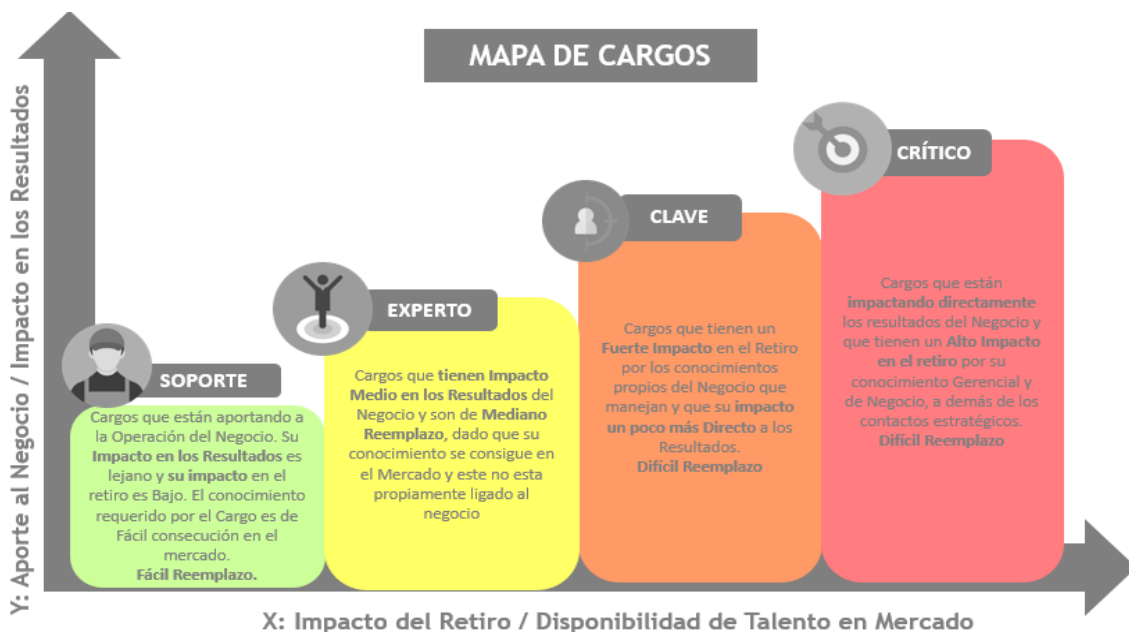 MAPA DE CARGOS
Y: Aporte al Negocio / Impacto en los Resultados
SOPORTE
Cargos que están aportando a
la Operación del Negocio. Su
Impacto en los Resultados es
lejano y su impacto en el
retiro es Bajo. El conocimiento
requerido por el Cargo es de
Fácil consecución en el
mercado.
Fácil Reemplazo.
EXPERTO
Cargos que tienen Impacto
Medio en los Resultados del
Negocio y son de Mediano
Reemplazo, dado que su
conocimiento se consigue en
el Mercado y este no esta
propiamente ligado al
negocio
CLAVE
Cargos que tienen un
Fuerte Impacto en el Retiro
por los conocimientos
propios del Negocio que
manejan y que su impacto
un poco más Directo a los
Resultados.
Difícil Reemplazo
CRÍTICO
Cargos que están
impactando directamente
los resultados del Negocio y
que tienen un Alto Impacto
en el retiro por su
conocimiento Gerencial y
de Negocio, a demás de los
contactos estratégicos.
Difícil Reemplazo
X: Impacto del Retiro / Disponibilidad de Talento en Mercado